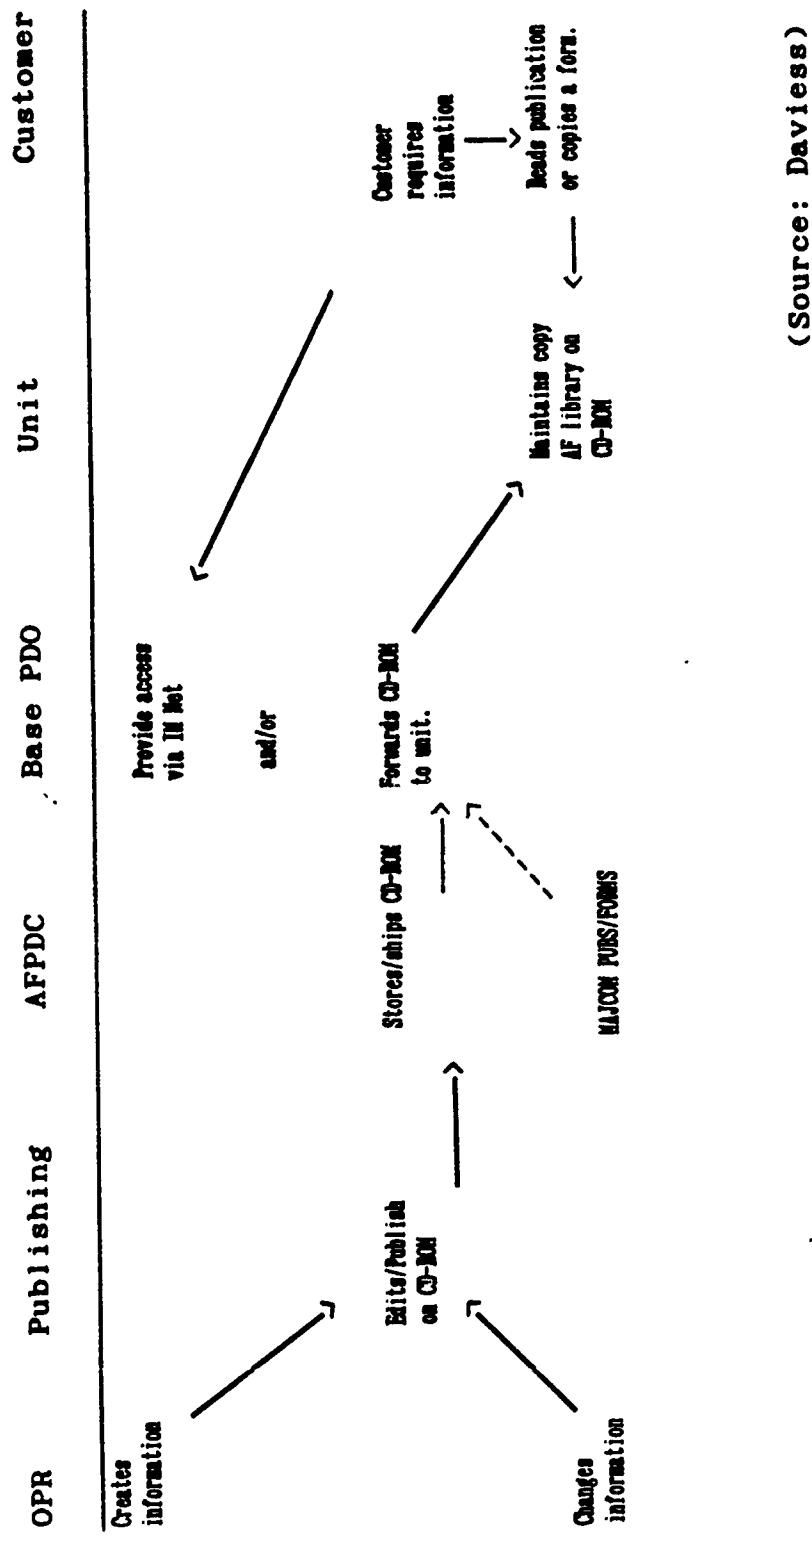 OPR Publishing AFPDC Base PDO Unit Customer
Creates
information
Changes
information
Edits/Publish
on CD-ROM
Stores/ships CD-ROM
MAJCOM PUBS/FORMS
Provide access
via IM Net
and/or
Forwards CD-ROM
to unit.
Maintains copy
AF library on
CD-ROM
Customer
requires
information
Reads publication
or copies a form.
(Source: Daviess)